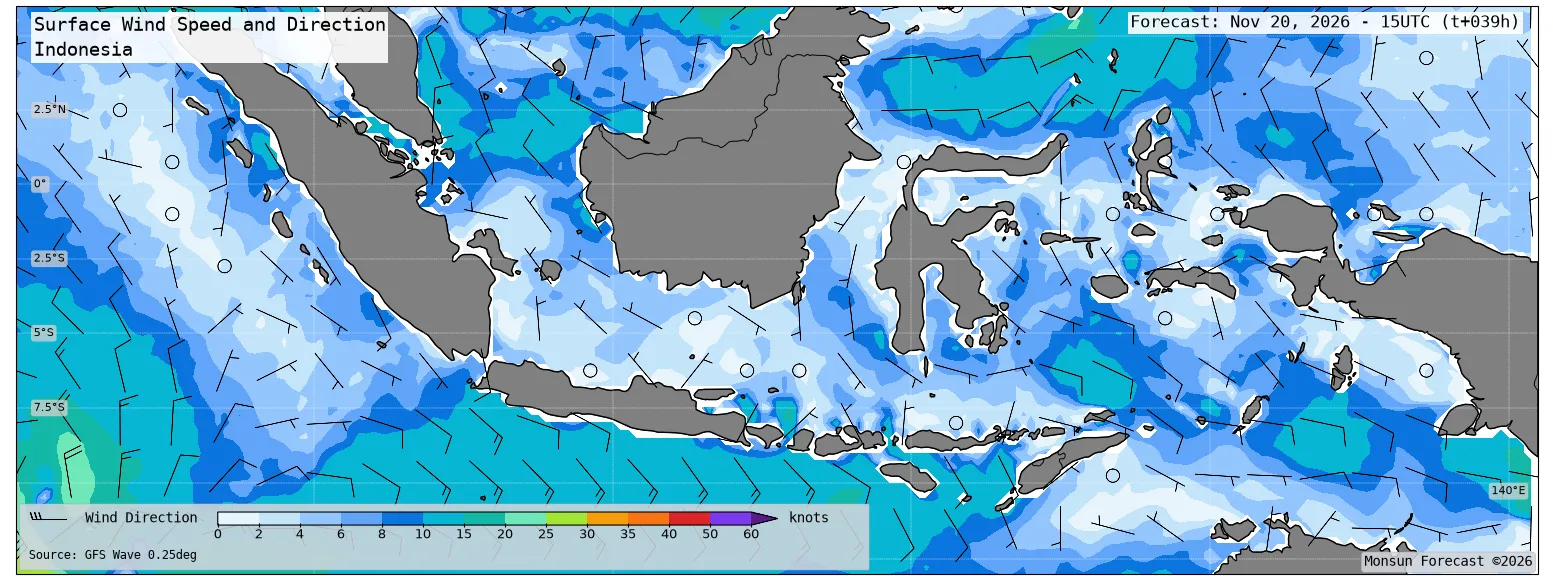 Surface Wind Speed and Direction
Indonesia
Forecast: Nov 20, 2026 - 15UTC (t+039h)
2.5°N
0°
2.5°S
5°S
7.5°S
140°E
Wind Direction
knots
0 2 4 6 8 10 15 20 25 30 35 40 50 60
Source: GFS Wave 0.25deg
Monsun Forecast ©2026